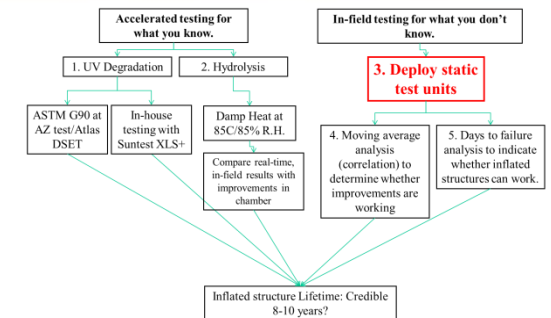 Accelerated testing for
what you know.
In-field testing for what you don't
know.
1. UV Degradation
2. Hydrolysis
3. Deploy static
test units
ASTM G90 at
AZ test/Atlas
DSET
In-house
testing with
Suntest XLS+
Damp Heat at
85C/85% R.H.
Compare real-time,
in-field results with
improvements in
chamber
4. Moving average
analysis
(correlation) to
determine whether
improvements are
working
5. Days to failure
analysis to indicate
whether inflated
structures can work.
Inflated structure Lifetime: Credible
8-10 years?